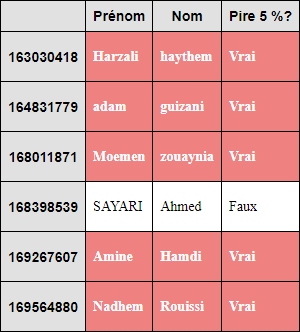 Prénom Nom Pire 5 %?
163030418 Harzali haythem Vrai
164831779 adam guizani Vrai
168011871 Moemen zouaynia Vrai
168398539 SAYARI Ahmed Faux
169267607 Amine Hamdi Vrai
169564880 Nadhem Rouissi Vrai